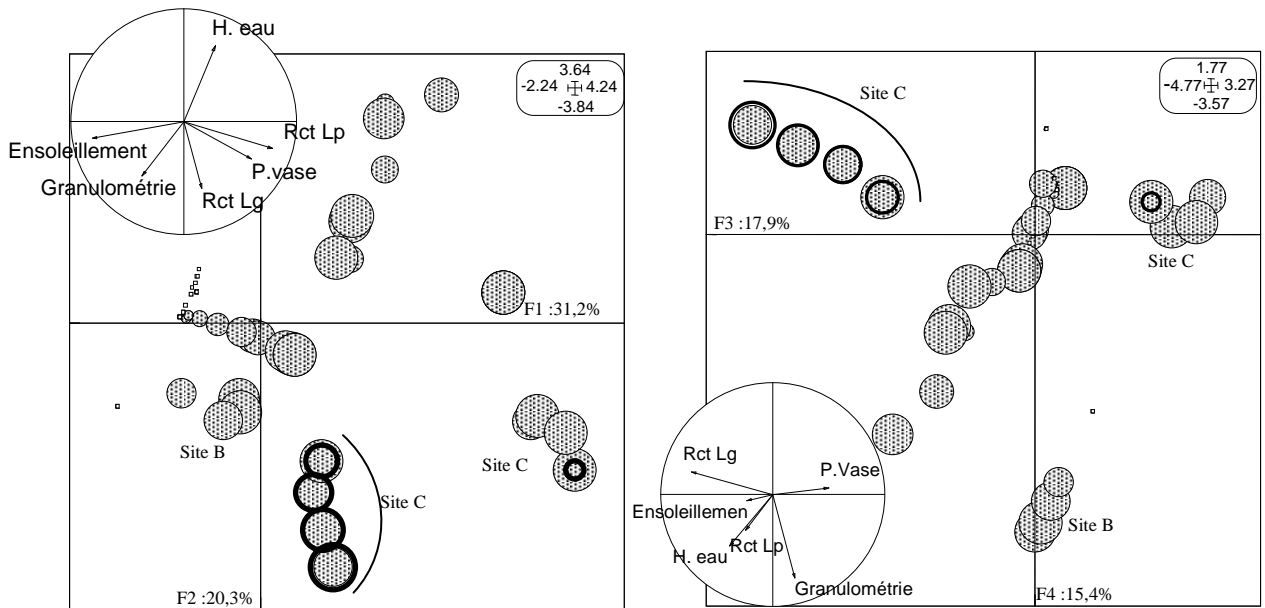 H. eau
Rct Lp
Ensoleillement
P.vase
Granulométrie
Rct Lg
3.64
-2.24 4.24
-3.84
F1 :31,2%
Site B
Site C
Site C
F2 :20,3%
1.77
-4.77 3.27
-3.57
Site C
F3 :17,9%
Site C
Rct Lg
P.Vase
Ensoleillemen
Rct Lp
H. eau
Site B
Granulométrie
F4 :15,4%